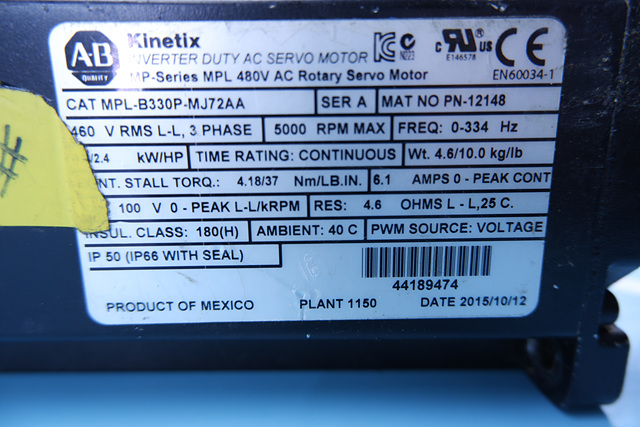 A-B
QUALITY
Kinetix
INVERTER DUTY AC SERVO MOTOR
MP-Series MPL 480V AC Rotary Servo Motor
N223
c RU US
E146578
CE
EN60034-1
CAT MPL-B330P-MJ72AA SER A MAT NO PN-12148
460 V RMS L-L, 3 PHASE 5000 RPM MAX FREQ: 0-334 Hz
/2.4 kW/HP TIME RATING: CONTINUOUS Wt. 4.6/10.0 kg/lb
NT. STALL TORQ.: 4.18/37 Nm/LB.IN. 6.1 AMPS 0 - PEAK CONT
100 V 0 - PEAK L-L/kRPM RES: 4.6 OHMS L - L,25 C.
INSUL. CLASS: 180(H) AMBIENT: 40 C PWM SOURCE: VOLTAGE
IP 50 (IP66 WITH SEAL)
44189474
PRODUCT OF MEXICO PLANT 1150 DATE 2015/10/12
#